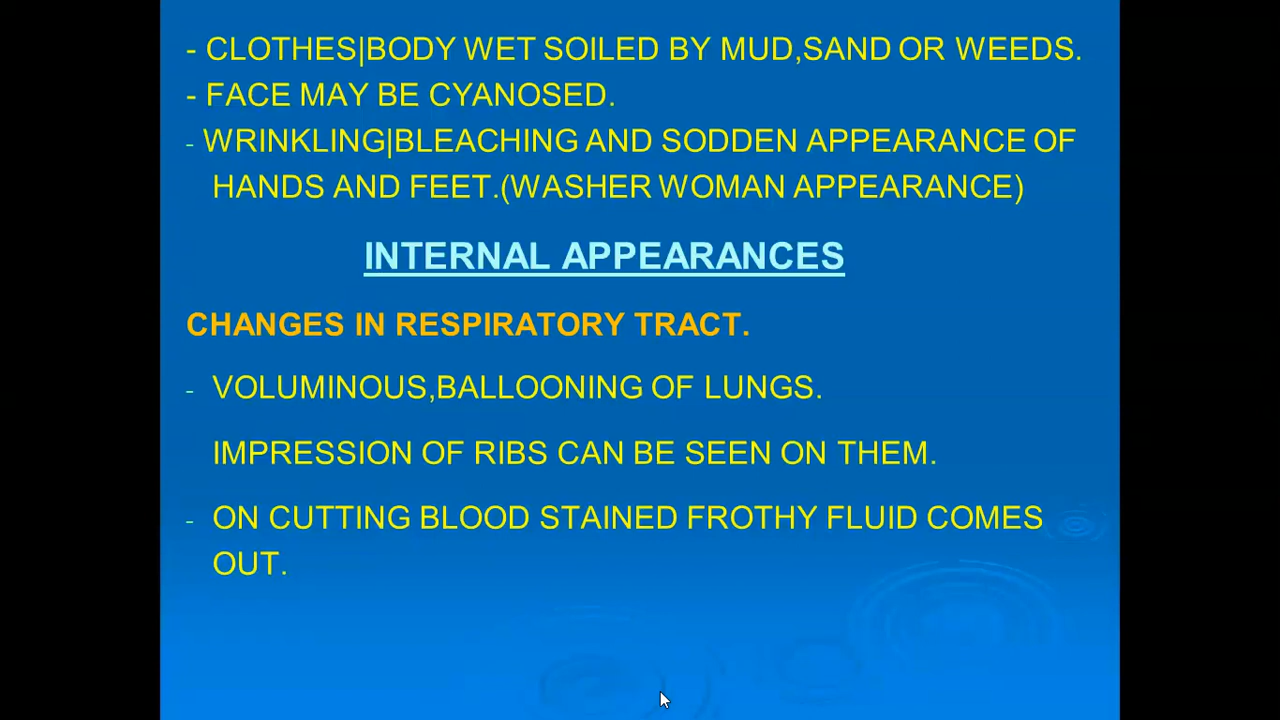 - CLOTHES|BODY WET SOILED BY MUD,SAND OR WEEDS.
- FACE MAY BE CYANOSED.
- WRINKLING|BLEACHING AND SODDEN APPEARANCE OF
HANDS AND FEET.(WASHER WOMAN APPEARANCE)
INTERNAL APPEARANCES
CHANGES IN RESPIRATORY TRACT.
- VOLUMINOUS,BALLOONING OF LUNGS.
IMPRESSION OF RIBS CAN BE SEEN ON THEM.
- ON CUTTING BLOOD STAINED FROTHY FLUID COMES
OUT.